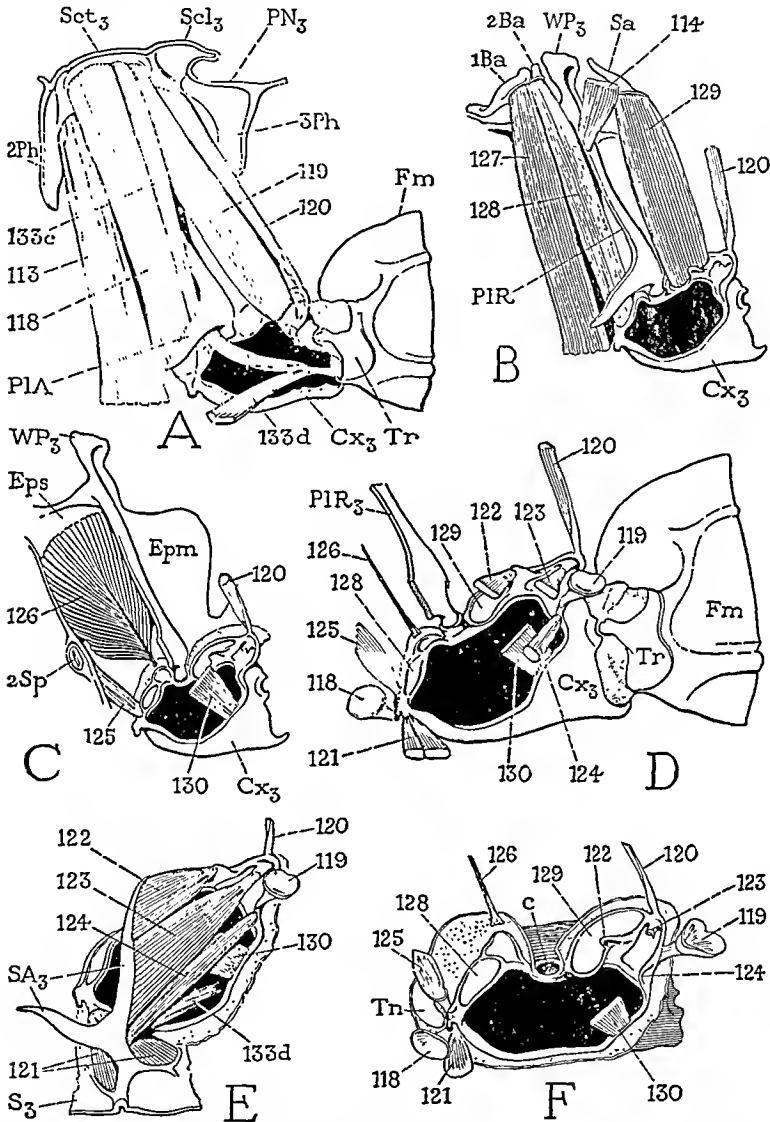 Sct3 Scl3 PN3
2Ph 3Ph
119
120
Fm
133c
113
118
PlA
A
133d Cx3 Tr
2Ba WP3 Sa 114
1Ba
129
127
120
128
PlR
B
Cx3
WP3
Eps
Epm
120
126
2Sp
125
130
C
Cx3
120
PlR3
122
123
126
129
119
128
125
Fm
Tr
118
Cx3
121
130
124
D
120
122
119
123
124
130
SA3
133d
121
S3
E
126
122
120
129
c
123
128
119
125
124
Tn
118
121
130
F